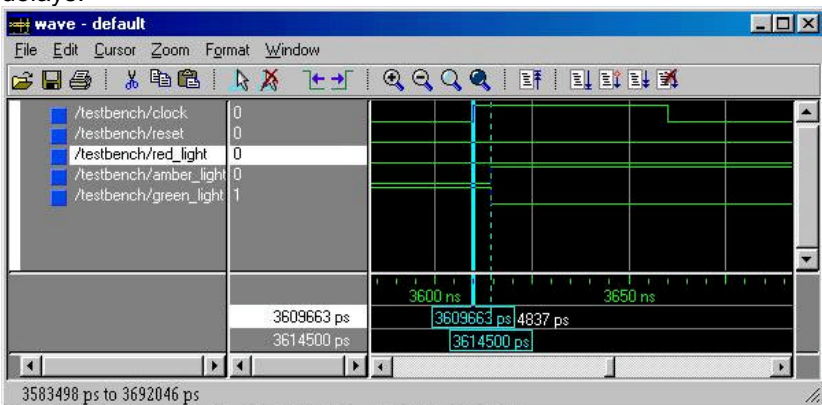 delays.
wave - default
File Edit Cursor Zoom Format Window
/testbench/clock 0
/testbench/reset 0
/testbench/red_light 0
/testbench/amber_light 0
/testbench/green_light 1
3600 ns 3650 ns
3609663 ps 3609663 ps 4837 ps
3614500 ps 3614500 ps
3583498 ps to 3692046 ps